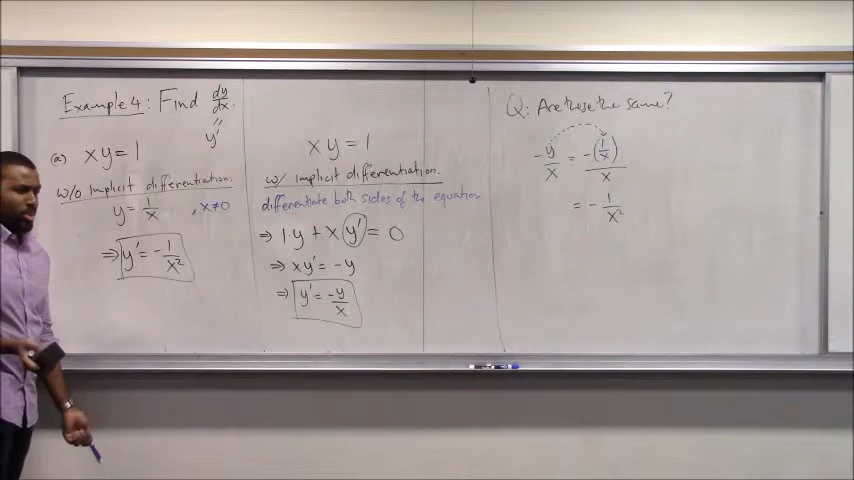 Example 4: Find dy/dx.
"
y'
(a) xy = 1
w/o implicit differentiation:
y = 1/x , x ≠ 0
⇒ y' = -1/x²
xy = 1
w/ implicit differentiation.
differentiate both sides of the equation
⇒ 1·y + x y' = 0
⇒ xy' = -y
⇒ y' = -y/x
Q: Are these the same?
-y/x = -(1/x)/x
= -1/x²